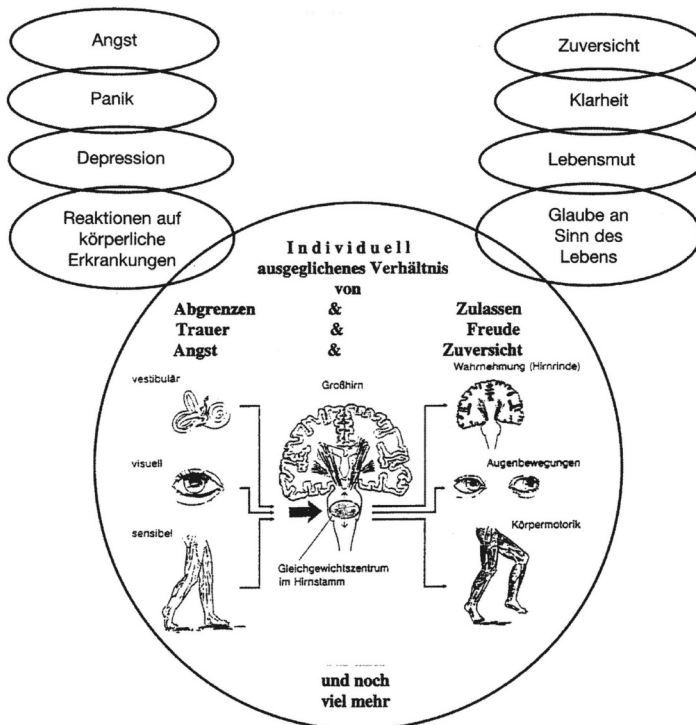 Angst
Panik
Depression
Reaktionen auf
körperliche
Erkrankungen
Zuversicht
Klarheit
Lebensmut
Glaube an
Sinn des
Lebens
Individuell
ausgeglichenes Verhältnis
von
Abgrenzen & Zulassen
Trauer & Freude
Angst & Zuversicht
vestibulär
visuell
sensibel
Großhirn
Gleichgewichtszentrum
im Hirnstamm
Wahrnehmung (Hirnrinde)
Augenbewegungen
Körpermotorik
und noch
viel mehr